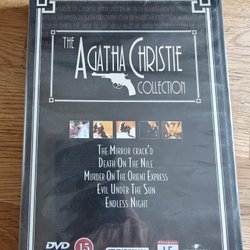 THE
AGATHA CHRISTIE
COLLECTION
THE MIRROR CRACK'D
DEATH ON THE NILE
MURDER ON THE ORIENT EXPRESS
EVIL UNDER THE SUN
ENDLESS NIGHT
DVD
15